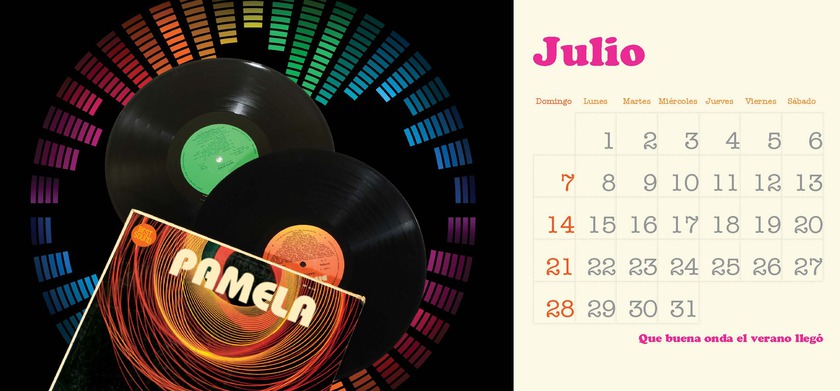 Julio
Domingo Lunes Martes Miércoles Jueves Viernes Sábado
1 2 3 4 5 6
7 8 9 10 11 12 13
14 15 16 17 18 19 20
21 22 23 24 25 26 27
28 29 30 31
Que buena onda el verano llegó
PAMELA